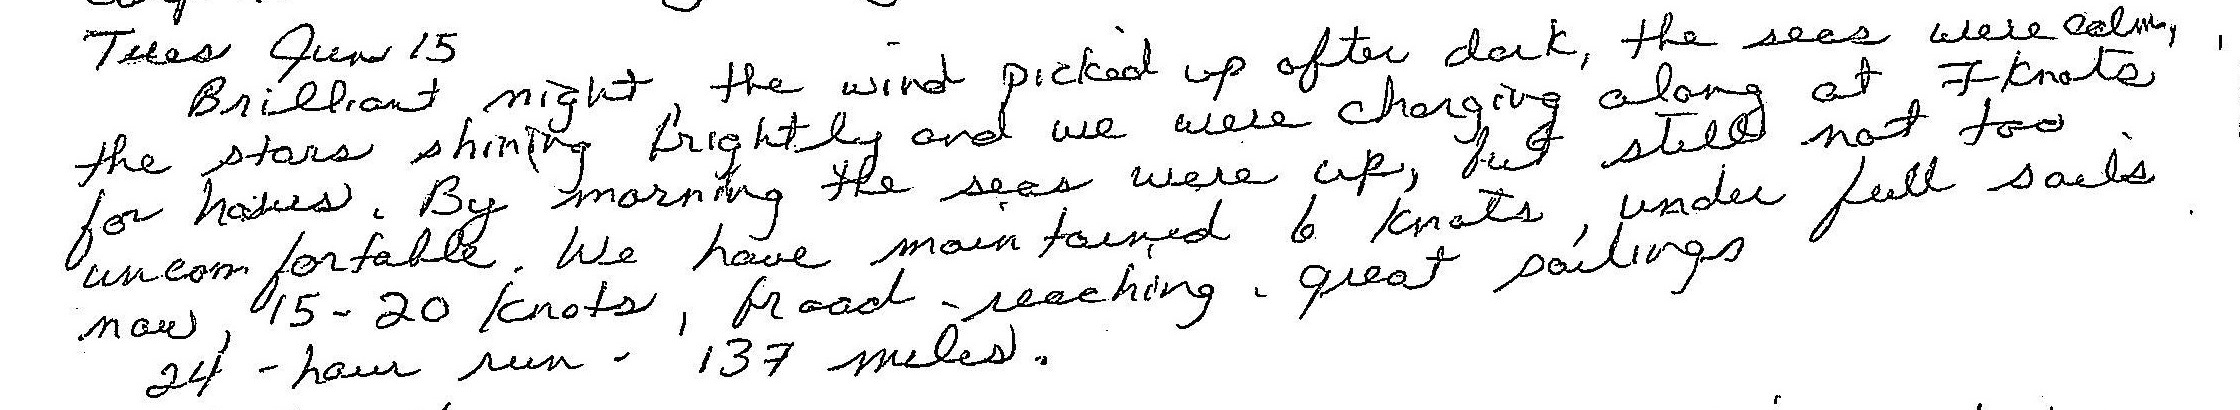 Tues Jun 15
Brilliant night, the wind picked up after dark, the seas were calm,
the stars shining brightly and we were charging along at 7 knots
for hours. By morning the seas were up, but still not too
uncomfortable. We have maintained 6 knots, under full sails
now, 15-20 knots, broad-reaching. great sailings
24-hour run - 137 miles.